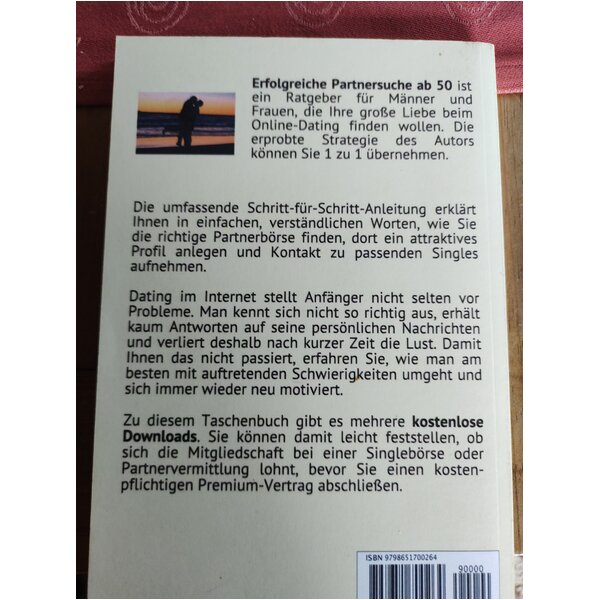 Erfolgreiche Partnersuche ab 50 ist
ein Ratgeber für Männer und
Frauen, die Ihre große Liebe beim
Online-Dating finden wollen. Die
erprobte Strategie des Autors
können Sie 1 zu 1 übernehmen.
Die umfassende Schritt-für-Schritt-Anleitung erklärt
Ihnen in einfachen, verständlichen Worten, wie Sie
die richtige Partnerbörse finden, dort ein attraktives
Profil anlegen und Kontakt zu passenden Singles
aufnehmen.
Dating im Internet stellt Anfänger nicht selten vor
Probleme. Man kennt sich nicht so richtig aus, erhält
kaum Antworten auf seine persönlichen Nachrichten
und verliert deshalb nach kurzer Zeit die Lust. Damit
Ihnen das nicht passiert, erfahren Sie, wie man am
besten mit auftretenden Schwierigkeiten umgeht und
sich immer wieder neu motiviert.
Zu diesem Taschenbuch gibt es mehrere kostenlose
Downloads. Sie können damit leicht feststellen, ob
sich die Mitgliedschaft bei einer Singlebörse oder
Partnervermittlung lohnt, bevor Sie einen kosten-
pflichtigen Premium-Vertrag abschließen.
ISBN 9798651700264
90000